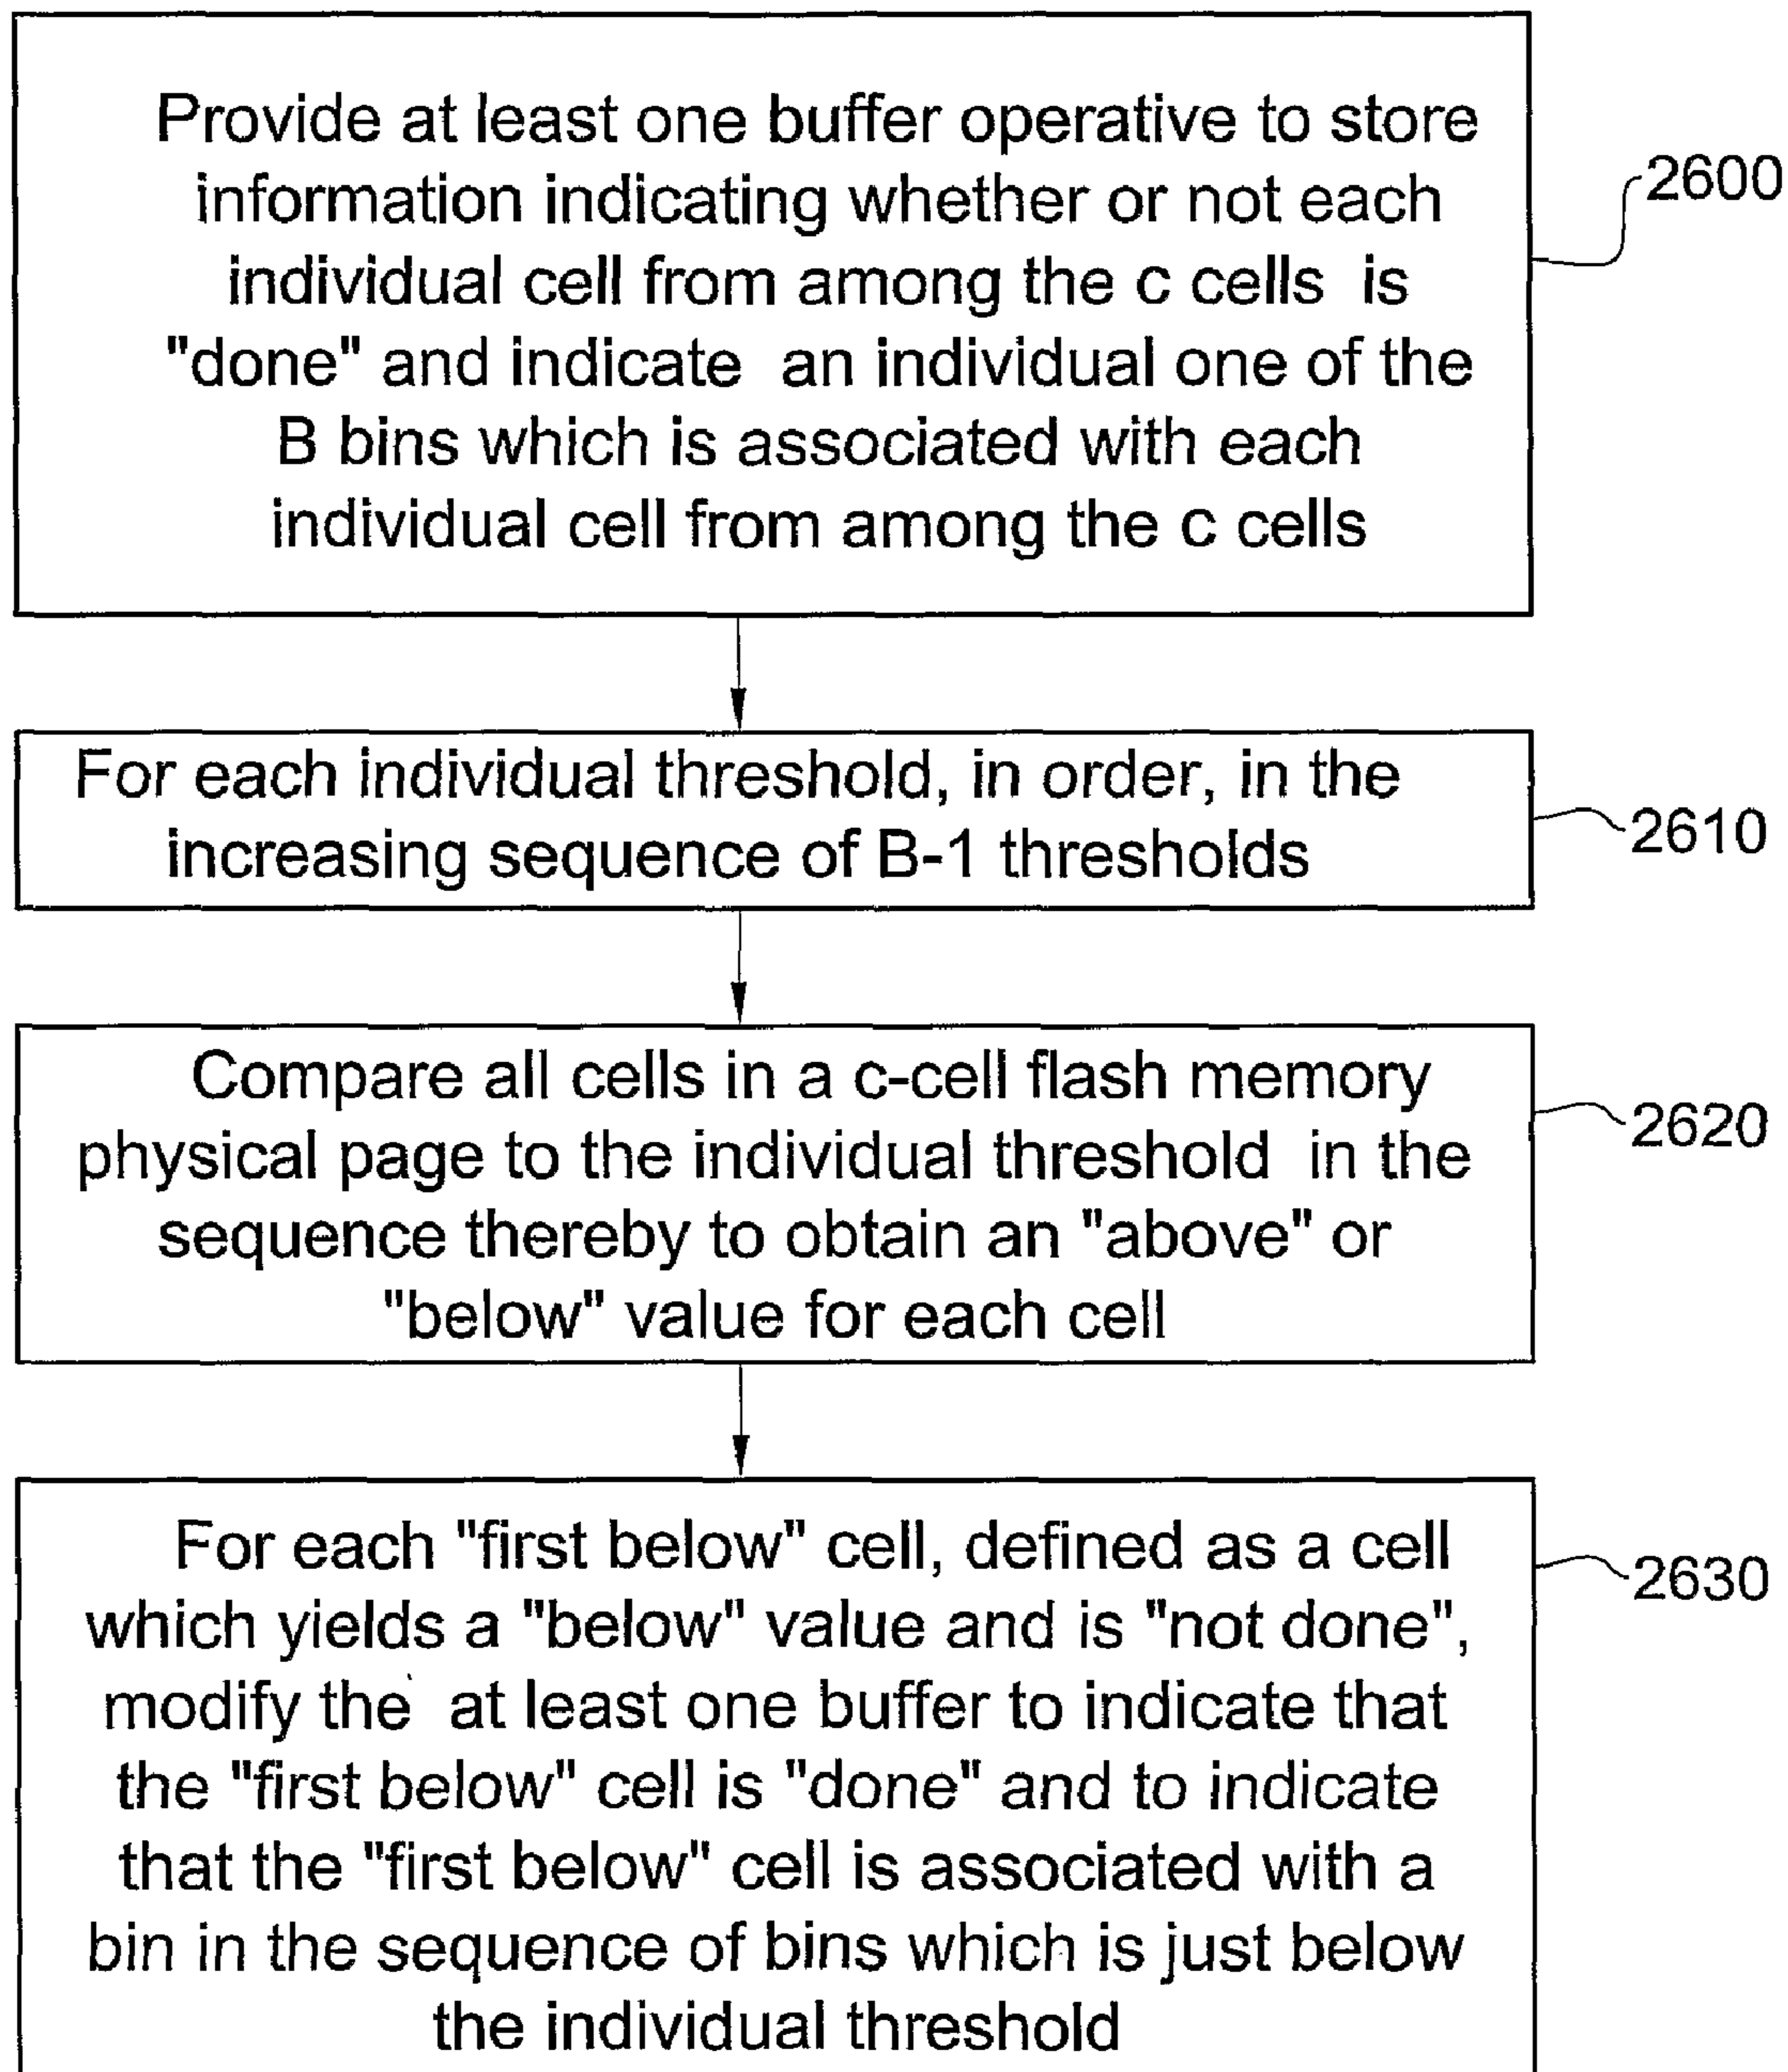 Provide at least one buffer operative to store
information indicating whether or not each
individual cell from among the c cells is
"done" and indicate an individual one of the
B bins which is associated with each
individual cell from among the c cells
2600
For each individual threshold, in order, in the
increasing sequence of B-1 thresholds
2610
Compare all cells in a c-cell flash memory
physical page to the individual threshold in the
sequence thereby to obtain an "above" or
"below" value for each cell
2620
For each "first below" cell, defined as a cell
which yields a "below" value and is "not done",
modify the at least one buffer to indicate that
the "first below" cell is "done" and to indicate
that the "first below" cell is associated with a
bin in the sequence of bins which is just below
the individual threshold
2630